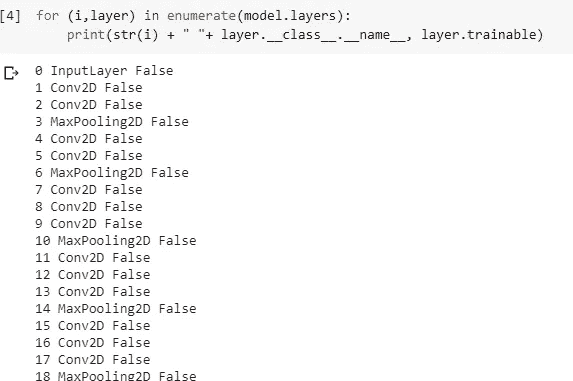 [4] for (i,layer) in enumerate(model.layers):
print(str(i) + " "+ layer.__class__.__name__, layer.trainable)
0 InputLayer False
1 Conv2D False
2 Conv2D False
3 MaxPooling2D False
4 Conv2D False
5 Conv2D False
6 MaxPooling2D False
7 Conv2D False
8 Conv2D False
9 Conv2D False
10 MaxPooling2D False
11 Conv2D False
12 Conv2D False
13 Conv2D False
14 MaxPooling2D False
15 Conv2D False
16 Conv2D False
17 Conv2D False
18 MaxPooling2D False